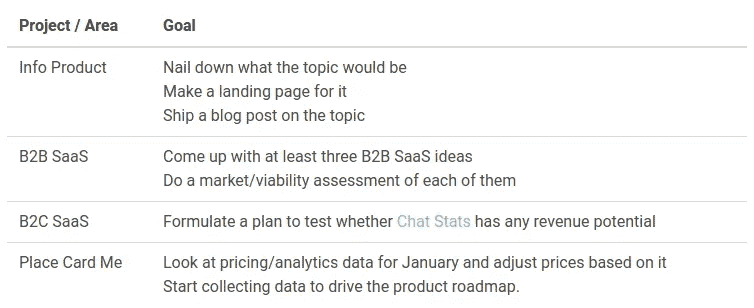 Project / Area Goal
Info Product Nail down what the topic would be
Make a landing page for it
Ship a blog post on the topic
B2B SaaS Come up with at least three B2B SaaS ideas
Do a market/viability assessment of each of them
B2C SaaS Formulate a plan to test whether Chat Stats has any revenue potential
Place Card Me Look at pricing/analytics data for January and adjust prices based on it
Start collecting data to drive the product roadmap.